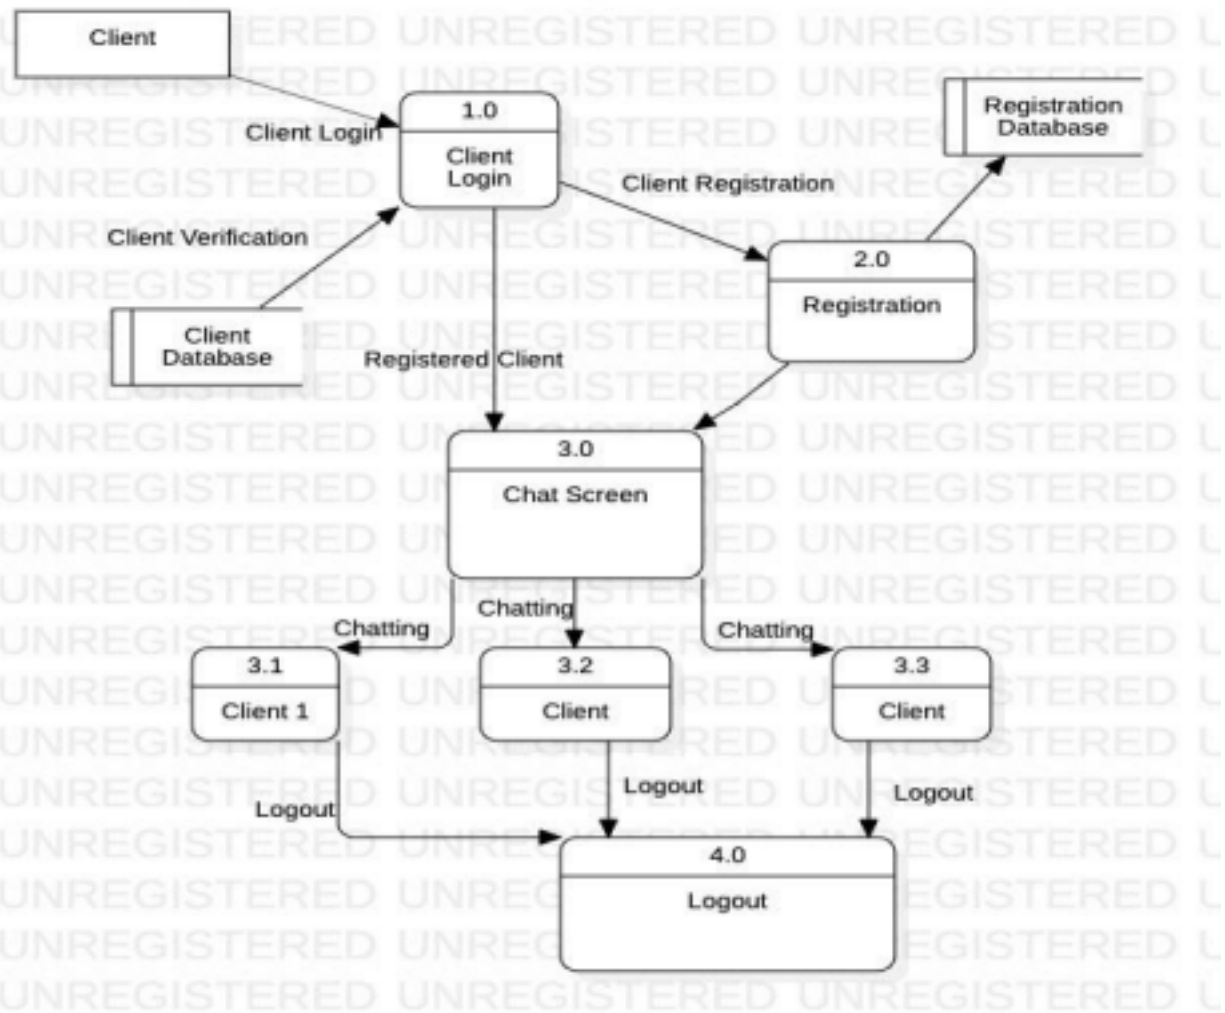 Client
1.0
Client Login
Client
Login
Registration
Database
Client Registration
Client Verification
2.0
Registration
Client
Database
Registered Client
3.0
Chat Screen
Chatting
Chatting
Chatting
3.1
Client 1
3.2
Client
3.3
Client
Logout
Logout
Logout
4.0
Logout
UNREGISTERED